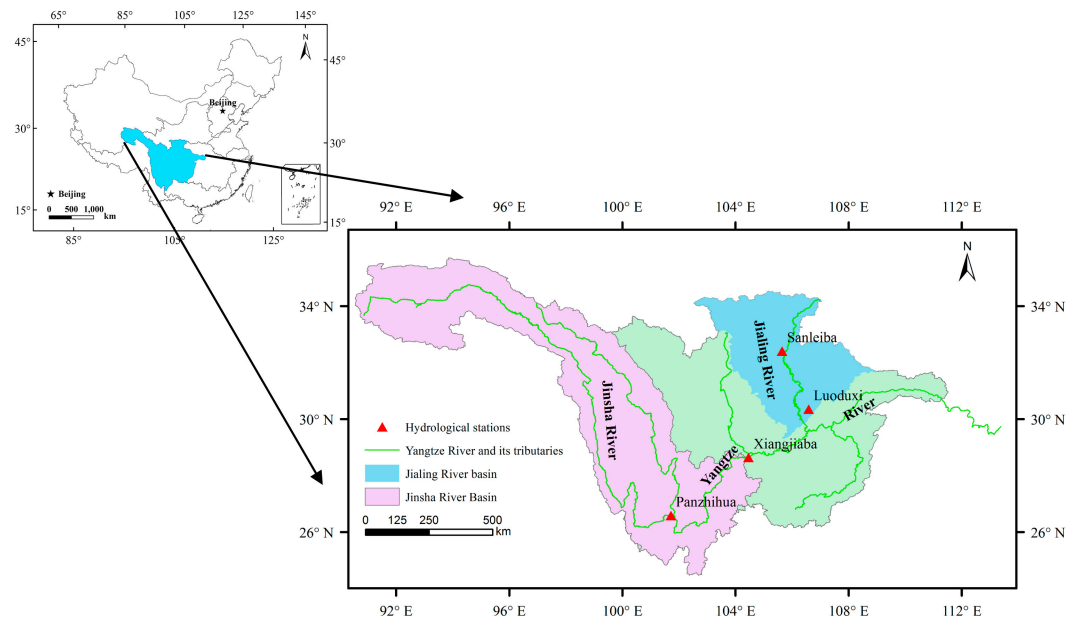 65° 85° 105° 125° 145°
N
45°
45°
Beijing
30°
30°
Beijing
0 500 1,000 km
15°
15°
85° 105° 125°
92° E 96° E 100° E 104° E 108° E 112° E
N
34° N
34° N
Jialing River
Sanleiba
Jinsha River
Luoduxi
River
30° N
30° N
Hydrological stations
Xiangjiaba
Yangtze River and its tributaries
Yangtze
Jialing River basin
Jinsha River Basin
Panzhihua
0 125 250 500
km
26° N
26° N
92° E 96° E 100° E 104° E 108° E 112° E